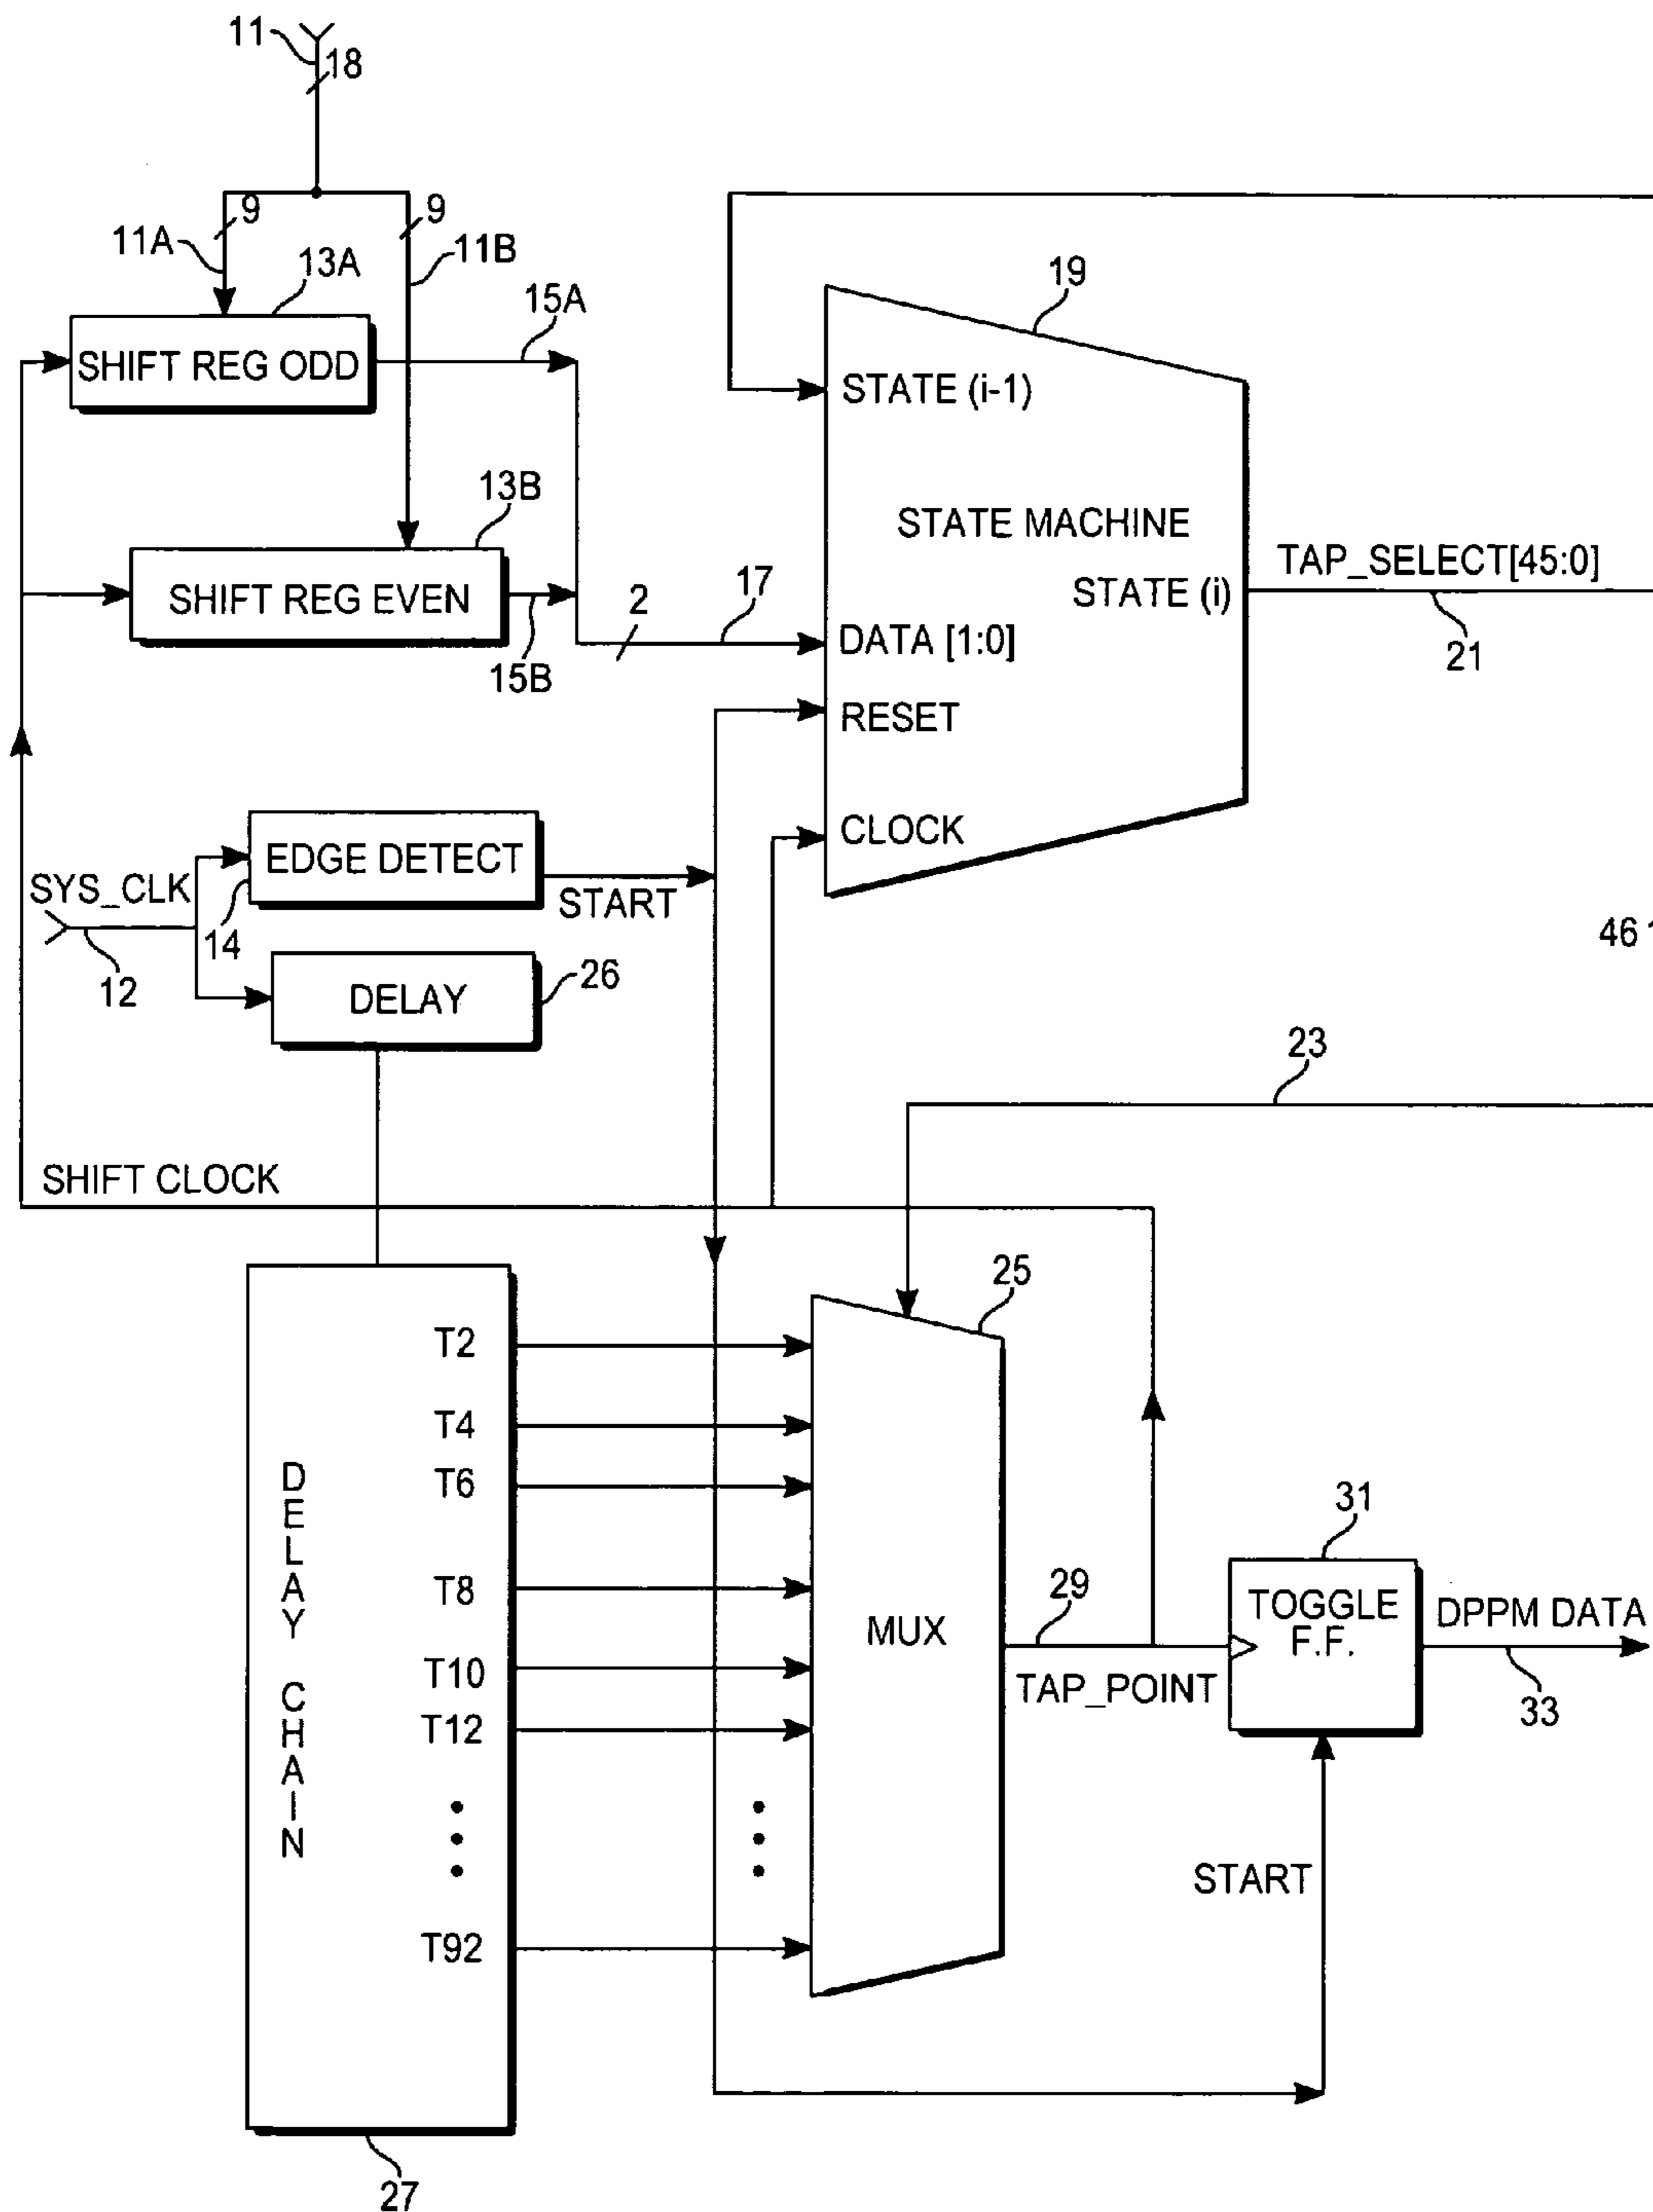 11
18
9
9
11A
11B
13A
SHIFT REG ODD
15A
13B
SHIFT REG EVEN
15B
2
17
19
STATE (i-1)
STATE MACHINE
STATE (i)
DATA [1:0]
RESET
CLOCK
TAP_SELECT[45:0]
21
SYS_CLK
12
14
EDGE DETECT
START
DELAY
26
46
23
SHIFT CLOCK
25
T2
T4
T6
T8
T10
T12
T92
DELAY CHAIN
27
MUX
29
TAP_POINT
31
TOGGLE
F.F.
DPPM DATA
33
START